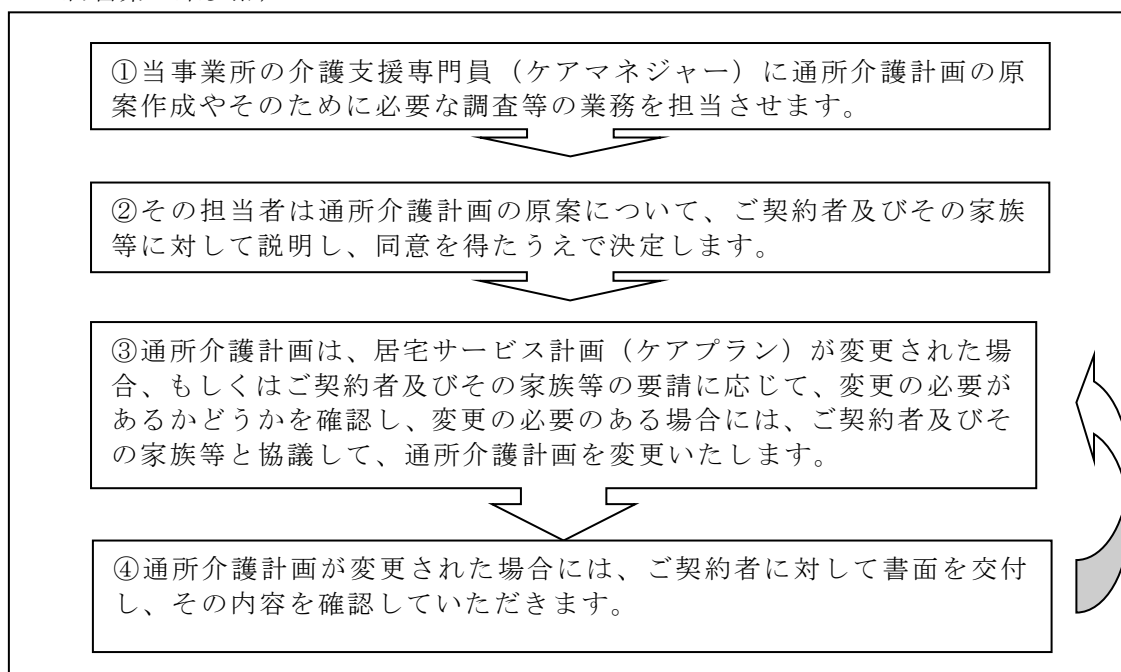 ①当事業所の介護支援専門員（ケアマネジャー）に通所介護計画の原
案作成やそのために必要な調査等の業務を担当させます。
②その担当者は通所介護計画の原案について、ご契約者及びその家族
等に対して説明し、同意を得たうえで決定します。
③通所介護計画は、居宅サービス計画（ケアプラン）が変更された場
合、もしくはご契約者及びその家族等の要請に応じて、変更の必要が
あるかどうかを確認し、変更の必要のある場合には、ご契約者及びそ
の家族等と協議して、通所介護計画を変更いたします。
④通所介護計画が変更された場合には、ご契約者に対して書面を交付
し、その内容を確認していただきます。